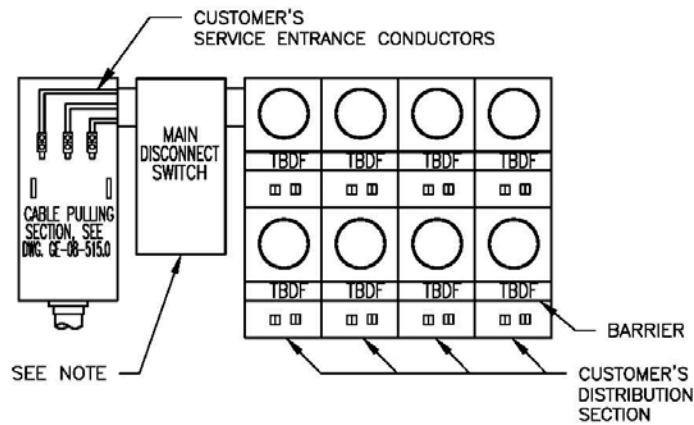 CUSTOMER'S
SERVICE ENTRANCE CONDUCTORS
MAIN
DISCONNECT
SWITCH
TBDF TBDF TBDF TBDF
CABLE PULLING
SECTION, SEE
DWG. GE-08-515.0
TBDF TBDF TBDF TBDF
BARRIER
SEE NOTE
CUSTOMER'S
DISTRIBUTION
SECTION